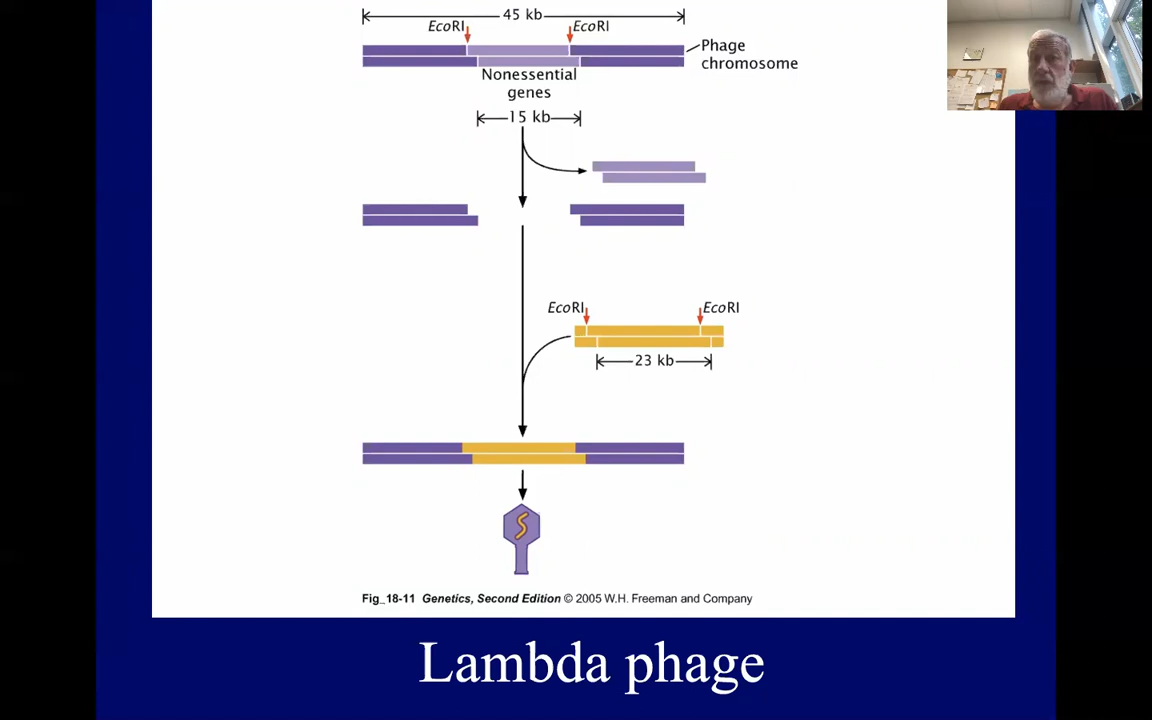 45 kb
EcoRI
EcoRI
Phage
chromosome
Nonessential
genes
15 kb
EcoRI
EcoRI
23 kb
Fig_18-11 Genetics, Second Edition © 2005 W.H. Freeman and Company
Lambda phage